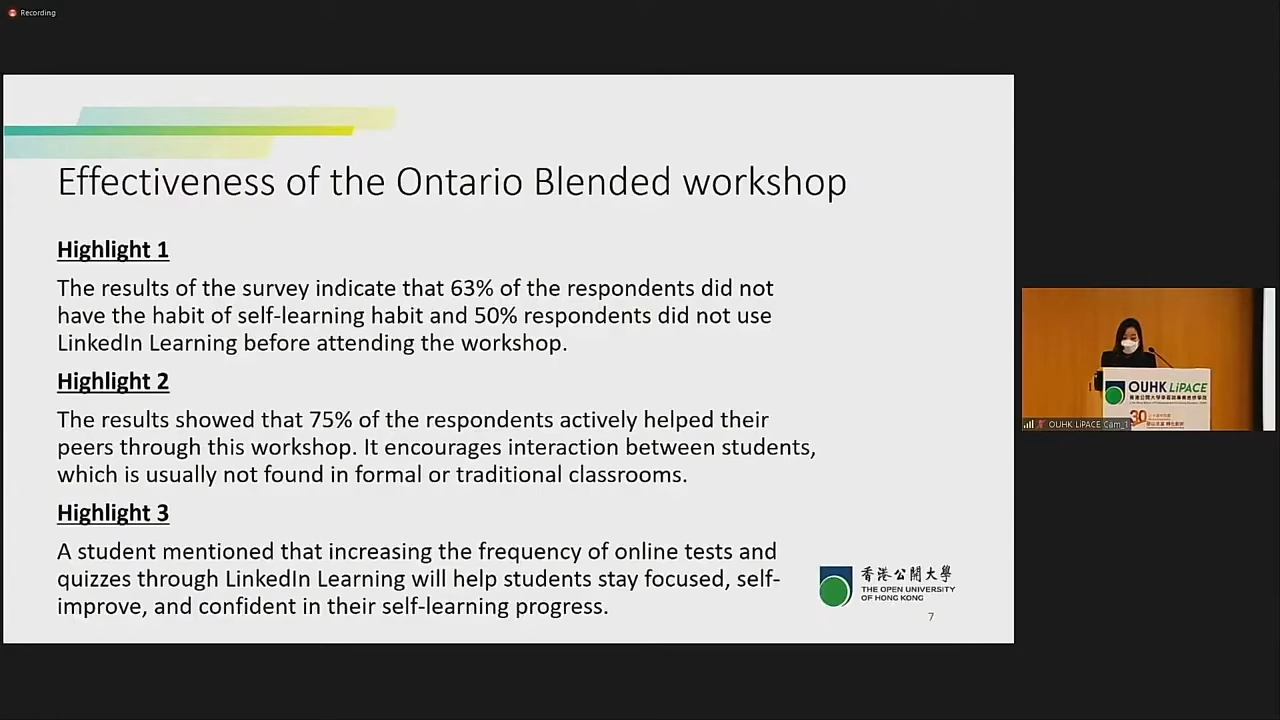 Recording
Effectiveness of the Ontario Blended workshop
Highlight 1
The results of the survey indicate that 63% of the respondents did not
have the habit of self-learning habit and 50% respondents did not use
LinkedIn Learning before attending the workshop.
Highlight 2
The results showed that 75% of the respondents actively helped their
peers through this workshop. It encourages interaction between students,
which is usually not found in formal or traditional classrooms.
Highlight 3
A student mentioned that increasing the frequency of online tests and
quizzes through LinkedIn Learning will help students stay focused, self-
improve, and confident in their self-learning progress.
香港公開大學
THE OPEN UNIVERSITY
OF HONG KONG
7
OUHK LiPACE
30
OUHK LiPACE Cam_1